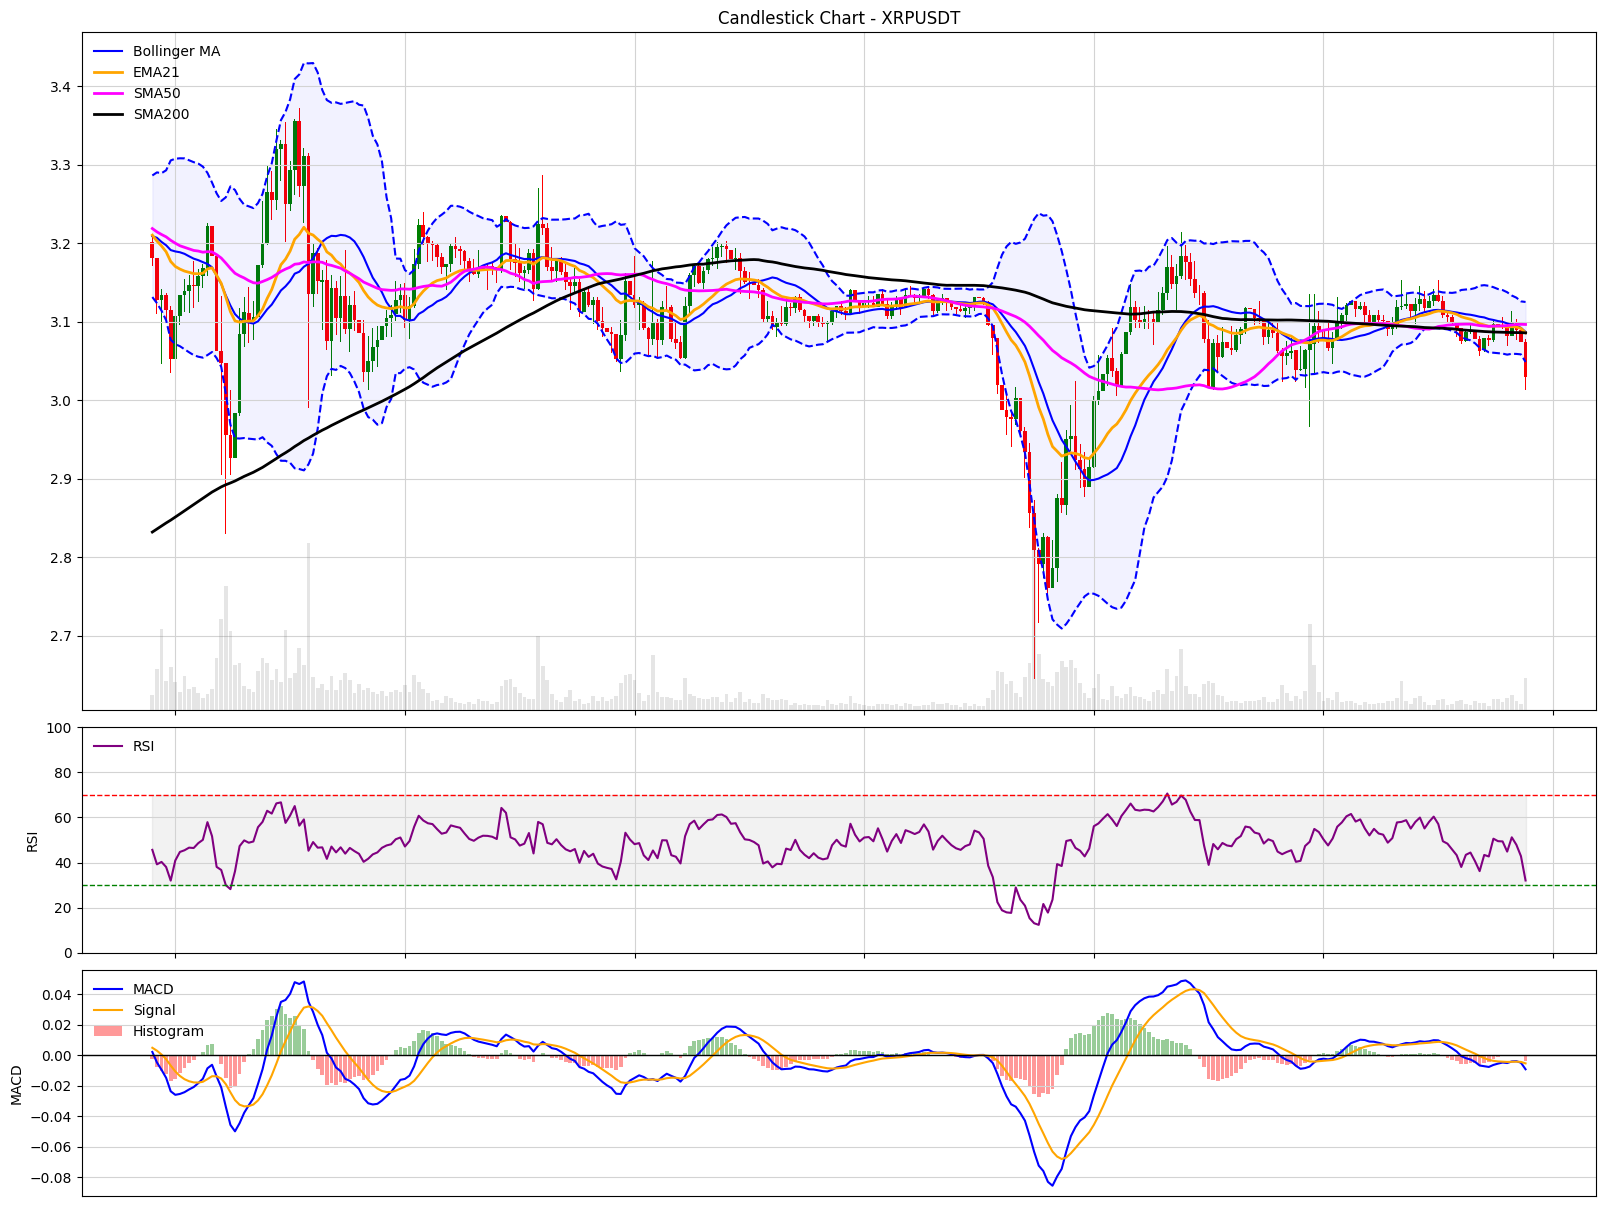 Candlestick Chart - XRPUSDT
Bollinger MA
EMA21
SMA50
SMA200
3.4
3.3
3.2
3.1
3.0
2.9
2.8
2.7
RSI
100
80
60
40
20
0
RSI
MACD
Signal
Histogram
0.04
0.02
0.00
−0.02
−0.04
−0.06
−0.08
MACD